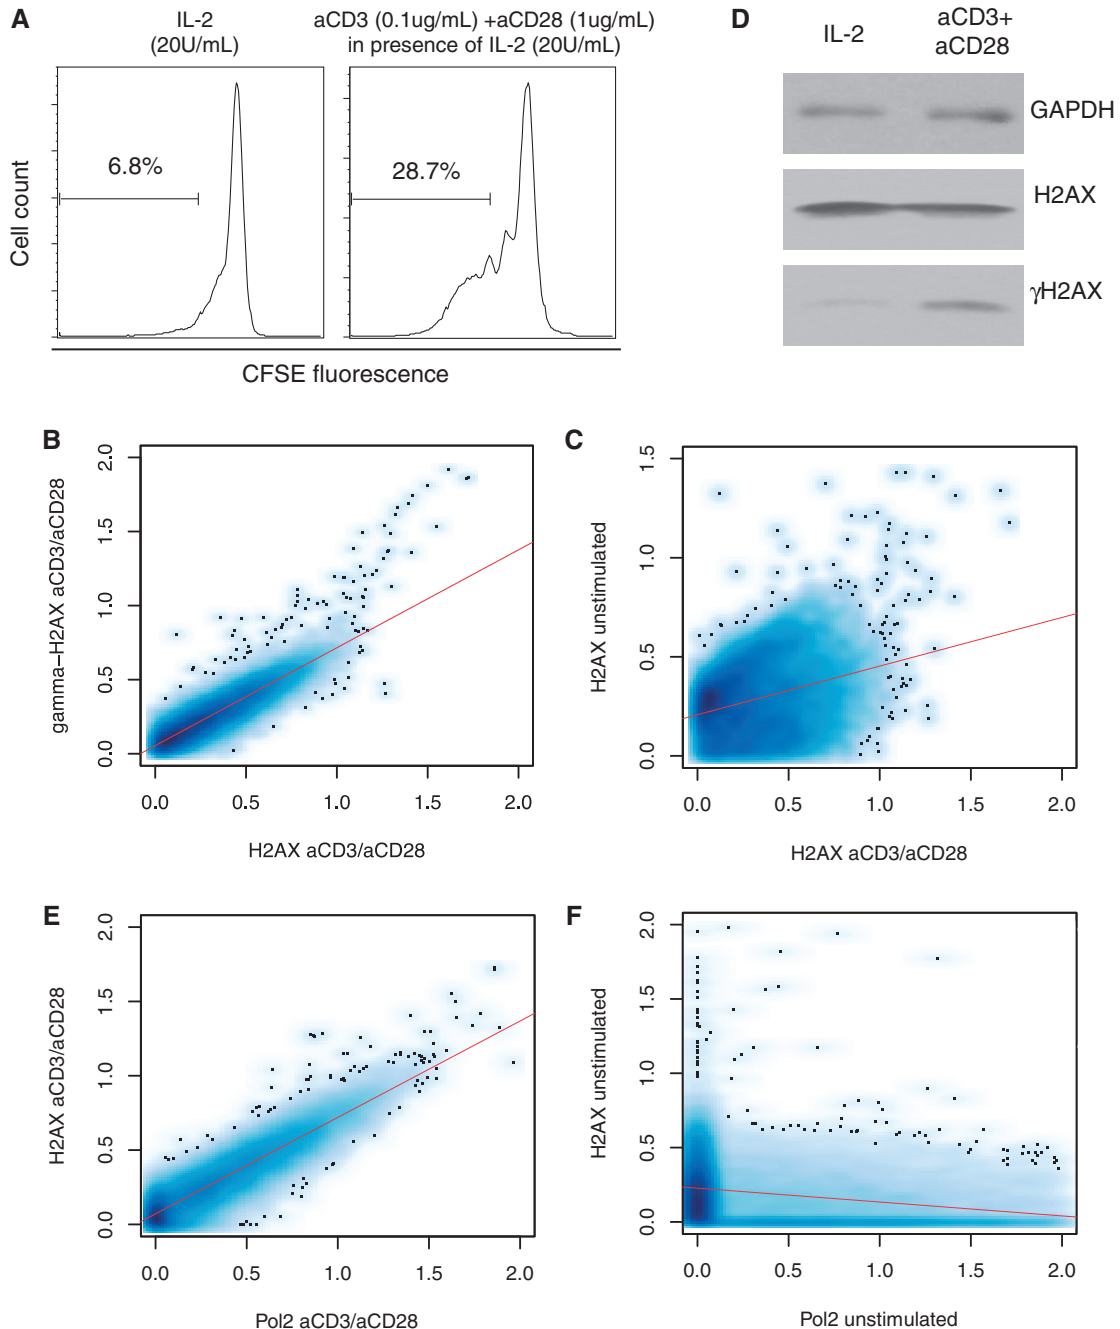 A
IL-2
(20U/mL)
aCD3 (0.1ug/mL) +aCD28 (1ug/mL)
in presence of IL-2 (20U/mL)
Cell count
6.8%
28.7%
CFSE fluorescence
D
IL-2
aCD3+
aCD28
GAPDH
H2AX
γH2AX
B
gamma–H2AX aCD3/aCD28
2.0
1.5
1.0
0.5
0.0
0.0 0.5 1.0 1.5 2.0
H2AX aCD3/aCD28
C
H2AX unstimulated
1.5
1.0
0.5
0.0
0.0 0.5 1.0 1.5 2.0
H2AX aCD3/aCD28
E
H2AX aCD3/aCD28
2.0
1.5
1.0
0.5
0.0
0.0 0.5 1.0 1.5 2.0
Pol2 aCD3/aCD28
F
H2AX unstimulated
2.0
1.5
1.0
0.5
0.0
0.0 0.5 1.0 1.5 2.0
Pol2 unstimulated